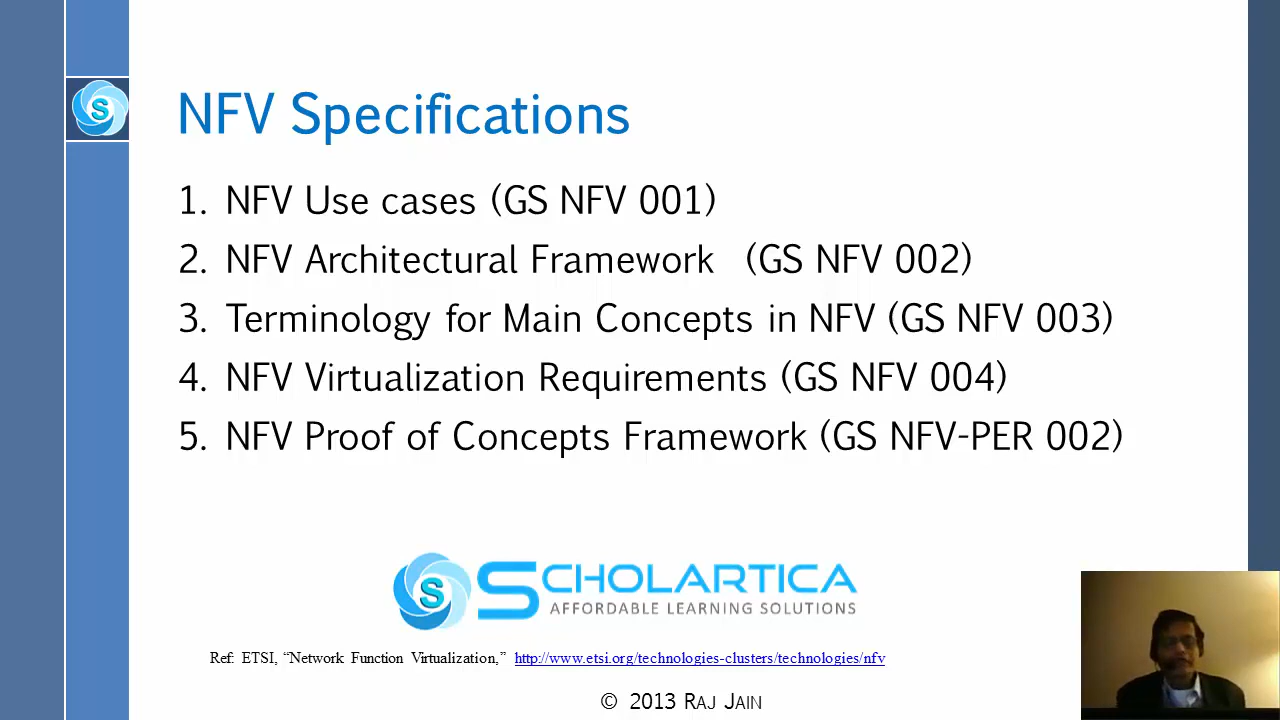 S
NFV Specifications
1. NFV Use cases (GS NFV 001)
2. NFV Architectural Framework (GS NFV 002)
3. Terminology for Main Concepts in NFV (GS NFV 003)
4. NFV Virtualization Requirements (GS NFV 004)
5. NFV Proof of Concepts Framework (GS NFV-PER 002)
S SCHOLARTICA
AFFORDABLE LEARNING SOLUTIONS
Ref: ETSI, “Network Function Virtualization,” http://www.etsi.org/technologies-clusters/technologies/nfv
© 2013 RAJ JAIN